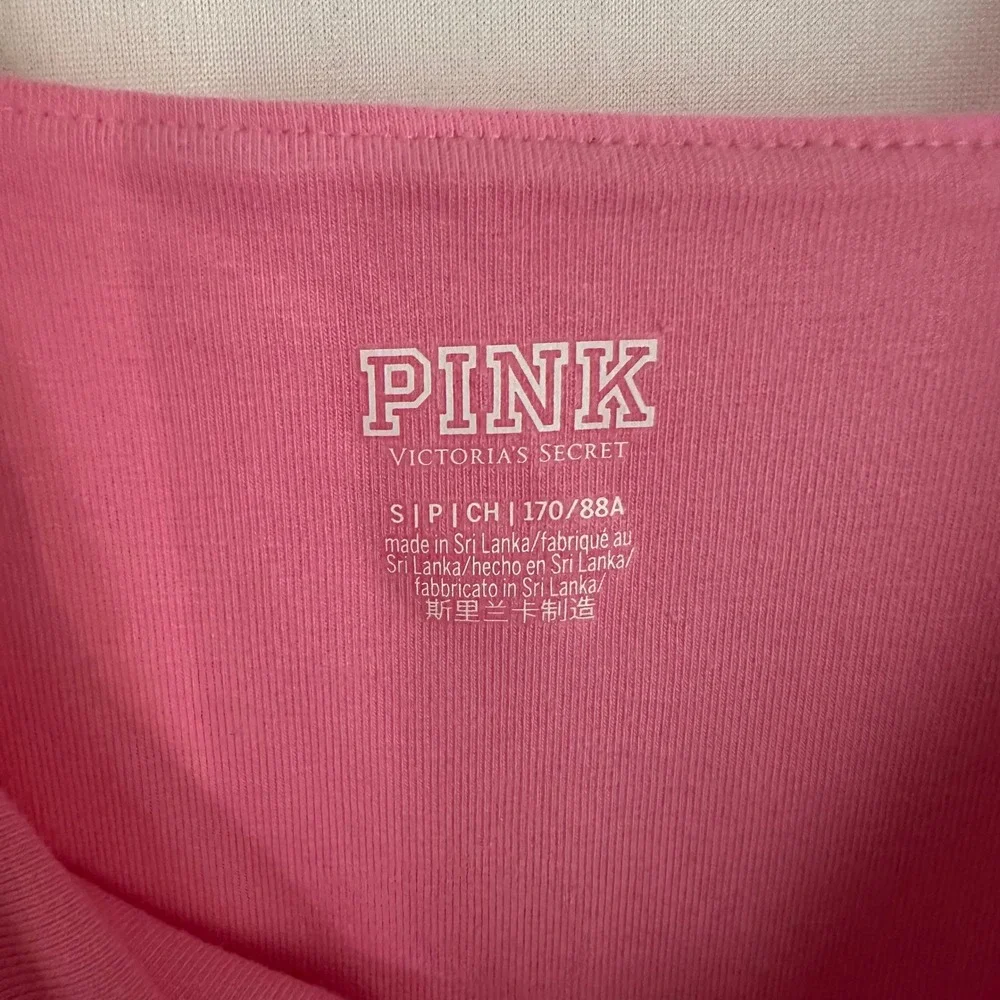 PINK
VICTORIA'S SECRET
S | P | CH | 170/88A
made in Sri Lanka/fabriqué au
Sri Lanka/hecho en Sri Lanka/
fabbricato in Sri Lanka/
斯里兰卡制造